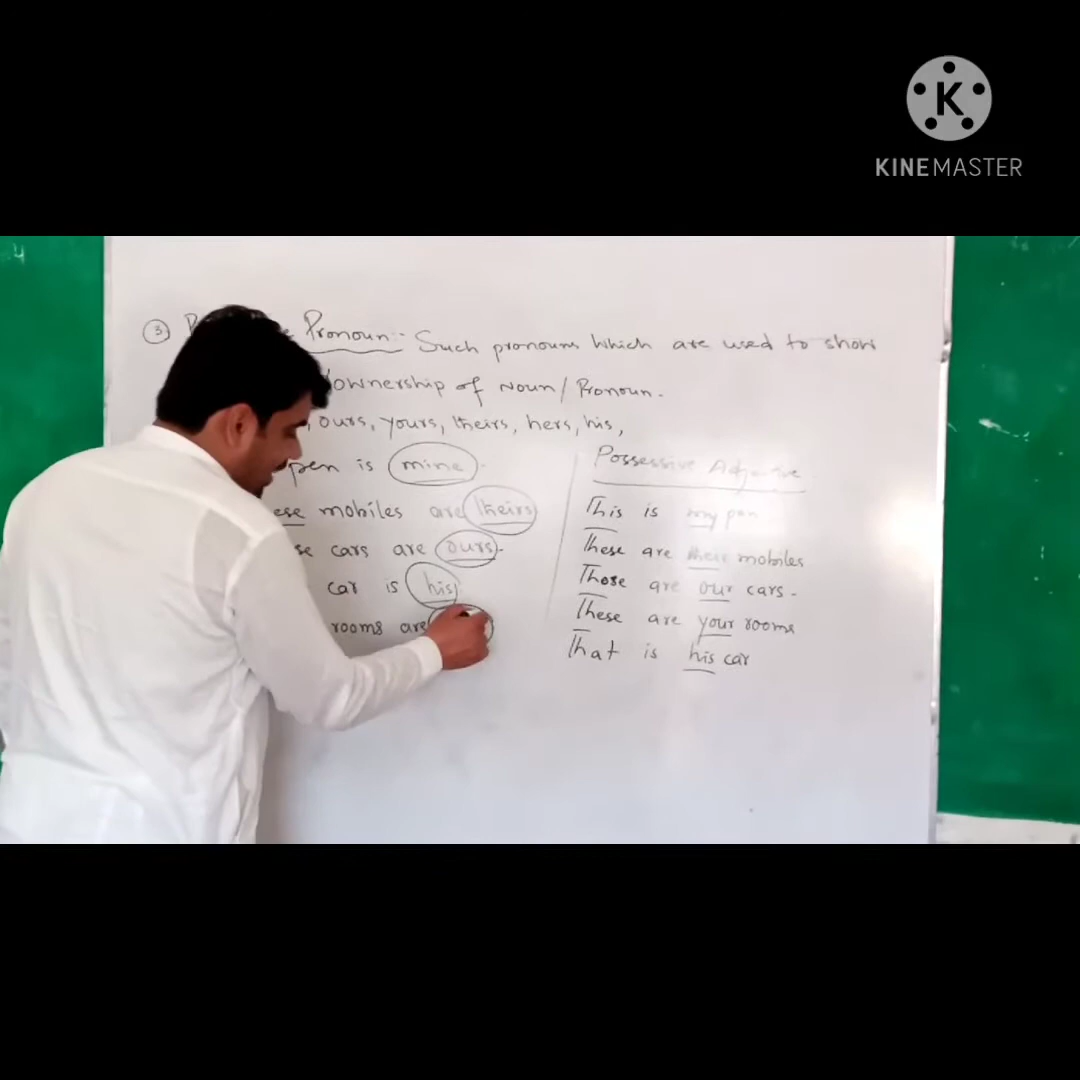 KINEMASTER
③ Pronoun:- Such pronouns which are used to show
ownership of Noun/Pronoun.
ours, yours, theirs, hers, his,
pen is mine.
ese mobiles are theirs
se cars are ours.
car is his
rooms are
Possessive Adjective
This is my pen
These are their mobiles
Those are our cars.
These are your rooms
That is his car